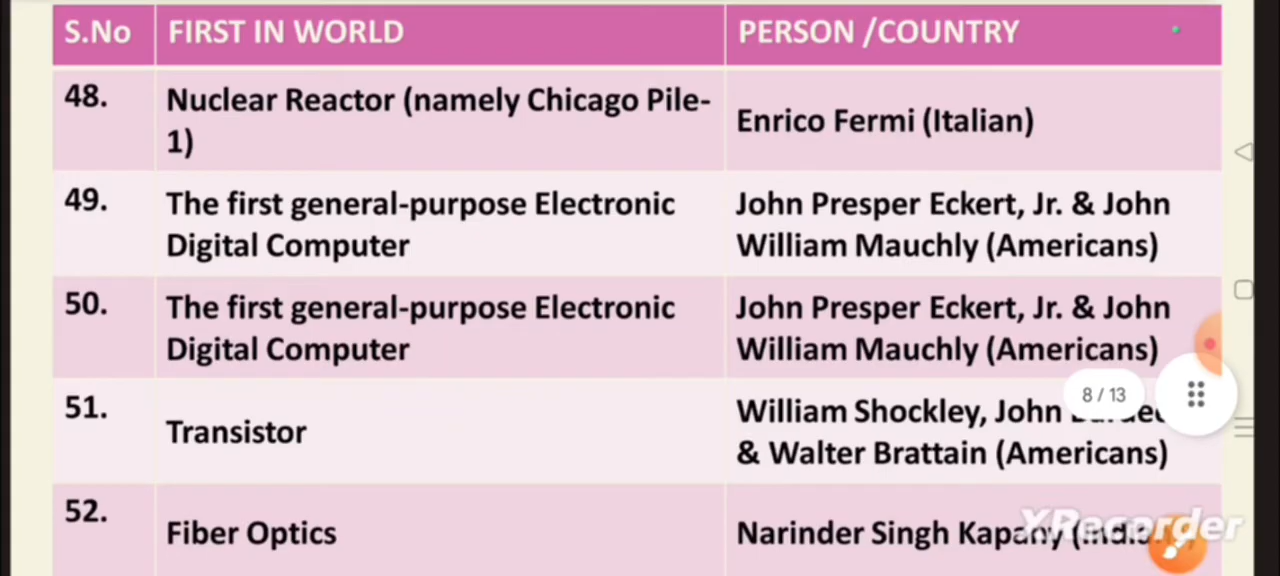 S.No FIRST IN WORLD PERSON /COUNTRY
48. Nuclear Reactor (namely Chicago Pile-
1) Enrico Fermi (Italian)
49. The first general-purpose Electronic
Digital Computer
John Presper Eckert, Jr. & John
William Mauchly (Americans)
50. The first general-purpose Electronic
Digital Computer
John Presper Eckert, Jr. & John
William Mauchly (Americans)
8 / 13
51. Transistor
William Shockley, John
& Walter Brattain (Americans)
52. Fiber Optics
Narinder Singh Kapany
XRecorder